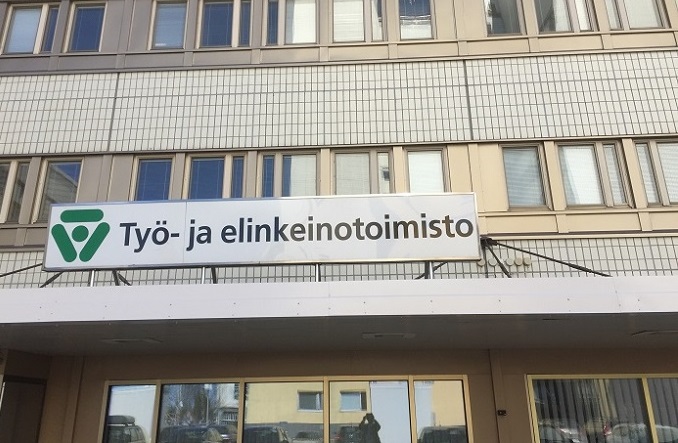 Työ- ja elinkeinotoimisto